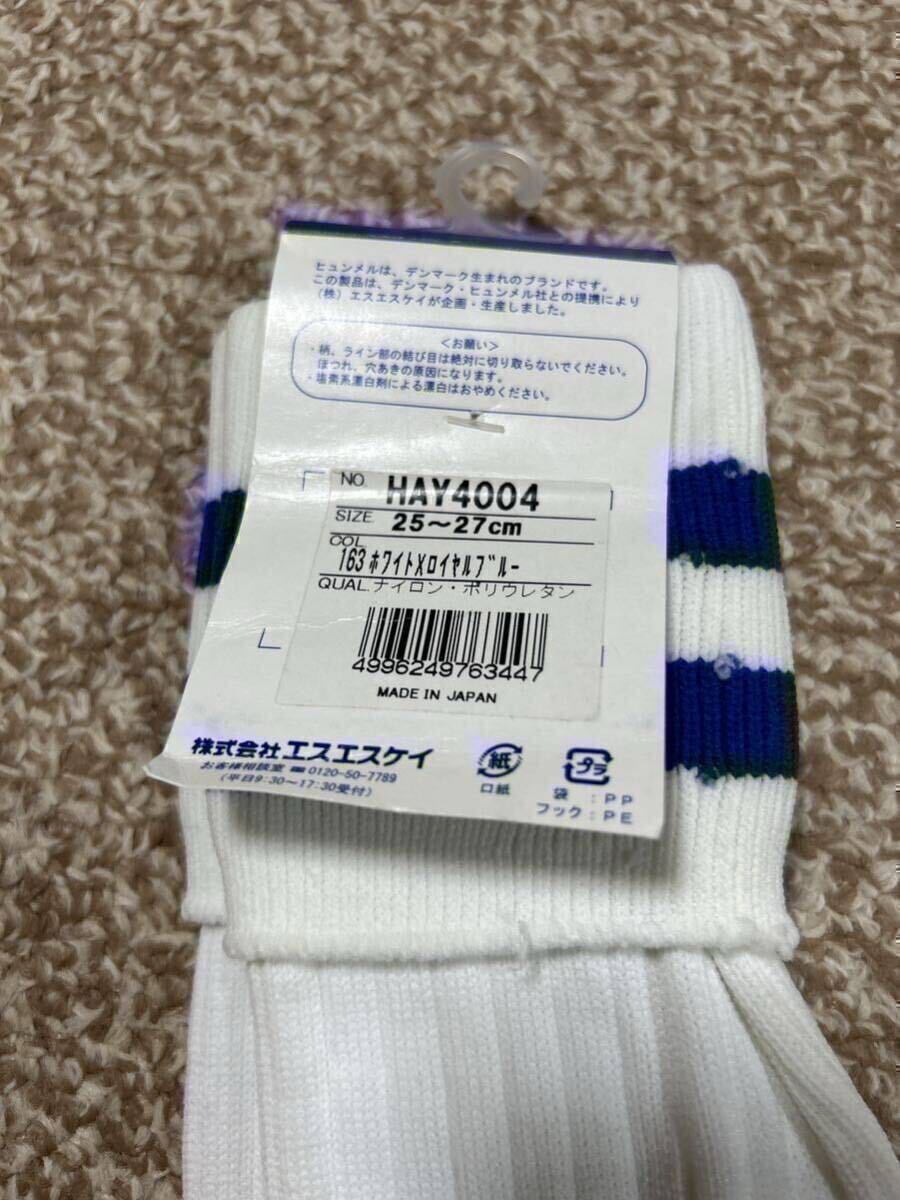 ヒュンメルは、デンマーク生まれのブランドです。
この製品は、デンマーク・ヒュンメル社との提携により
(株)エスエスケイが企画・生産しました。
<お願い>
・柄、ライン部の結び目は絶対に切り取らないでください。
ほつれ、穴あきの原因になります。
・塩素系漂白剤による漂白はおやめください。
NO. HAY4004
SIZE. 25～27cm
COL
163 ホワイト×ロイヤルブルー
QUAL. ナイロン・ポリウレタン
4996249763447
MADE IN JAPAN
株式会社エスエスケイ
お客様相談室 ☎ 0120-50-7789
(平日9:30～17:30受付)
紙
口紙
プラ
袋 : PP
フック : PE